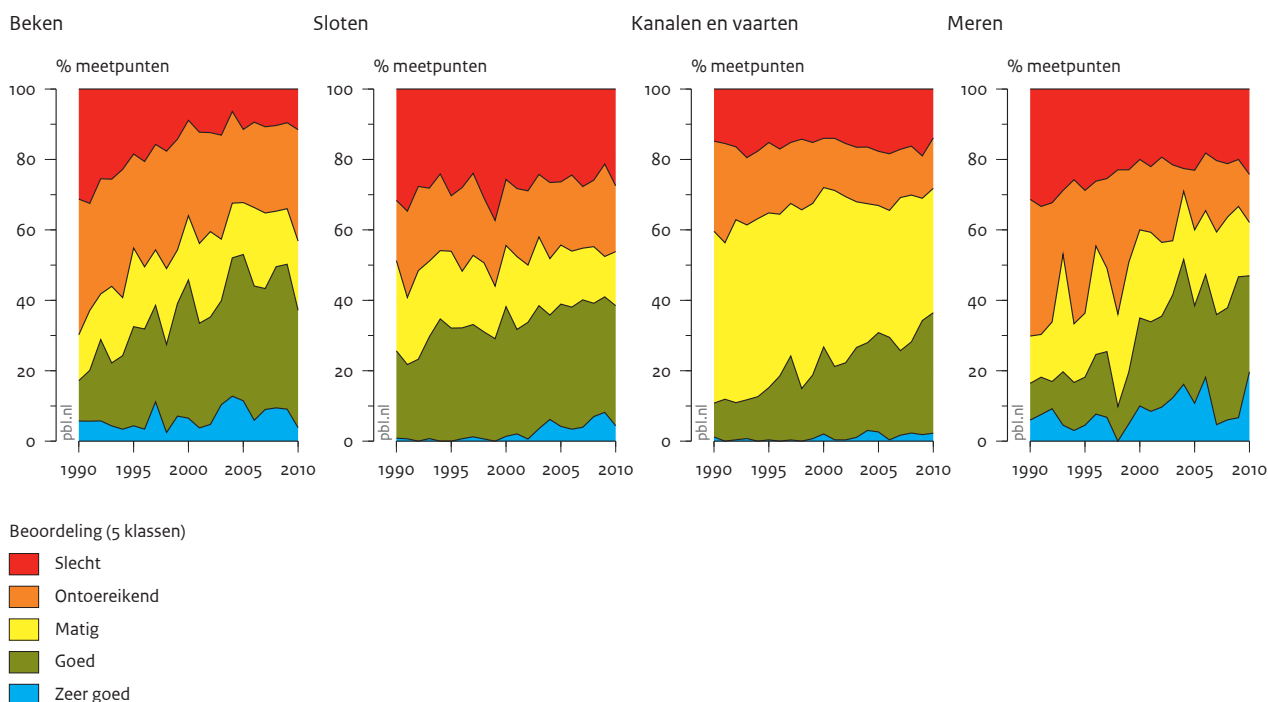 Beken Sloten Kanalen en vaarten Meren
% meetpunten % meetpunten % meetpunten % meetpunten
100 100 100 100
80 80 80 80
60 60 60 60
40 40 40 40
20 20 20 20
0 0 0 0
pbl.nl pbl.nl pbl.nl pbl.nl
1990 1995 2000 2005 2010 1990 1995 2000 2005 2010 1990 1995 2000 2005 2010 1990 1995 2000 2005 2010
Beoordeling (5 klassen)
Slecht
Ontoereikend
Matig
Goed
Zeer goed